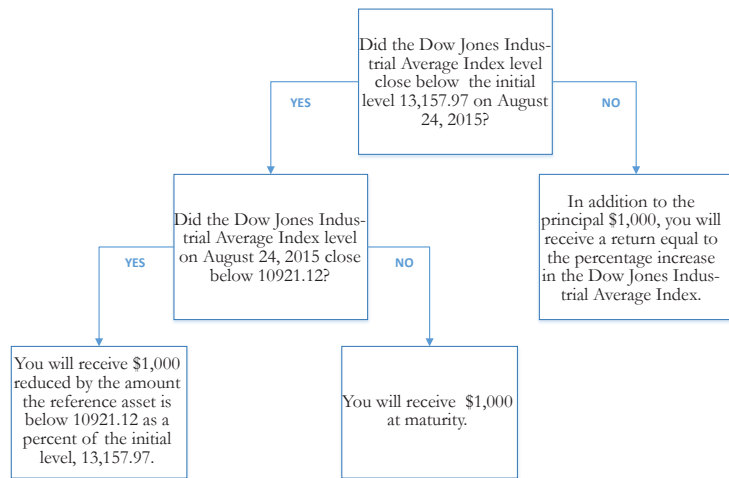 Did the Dow Jones Indus-
trial Average Index level
close below the initial
level 13,157.97 on August
24, 2015?
YES
NO
Did the Dow Jones Indus-
trial Average Index level
on August 24, 2015 close
below 10921.12?
In addition to the
principal $1,000, you will
receive a return equal to
the percentage increase
in the Dow Jones Indus-
trial Average Index.
YES
NO
You will receive $1,000
reduced by the amount
the reference asset is
below 10921.12 as a
percent of the initial
level, 13,157.97.
You will receive $1,000
at maturity.